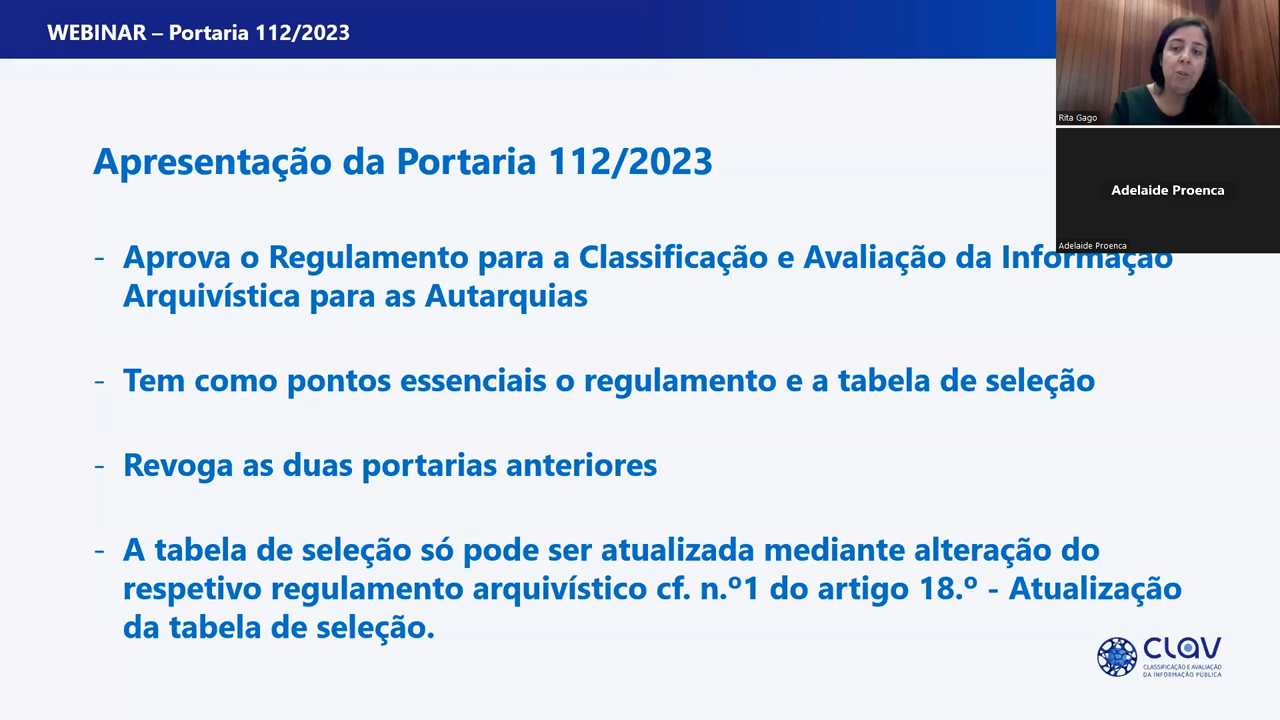 WEBINAR – Portaria 112/2023
Rita Gago
Adelaide Proenca
Adelaide Proenca
Apresentação da Portaria 112/2023
- Aprova o Regulamento para a Classificação e Avaliação da Informação
Arquivística para as Autarquias
- Tem como pontos essenciais o regulamento e a tabela de seleção
- Revoga as duas portarias anteriores
- A tabela de seleção só pode ser atualizada mediante alteração do
respetivo regulamento arquivístico cf. n.º1 do artigo 18.º - Atualização
da tabela de seleção.
CLAV
CLASSIFICAÇÃO E AVALIAÇÃO
DA INFORMAÇÃO PÚBLICA